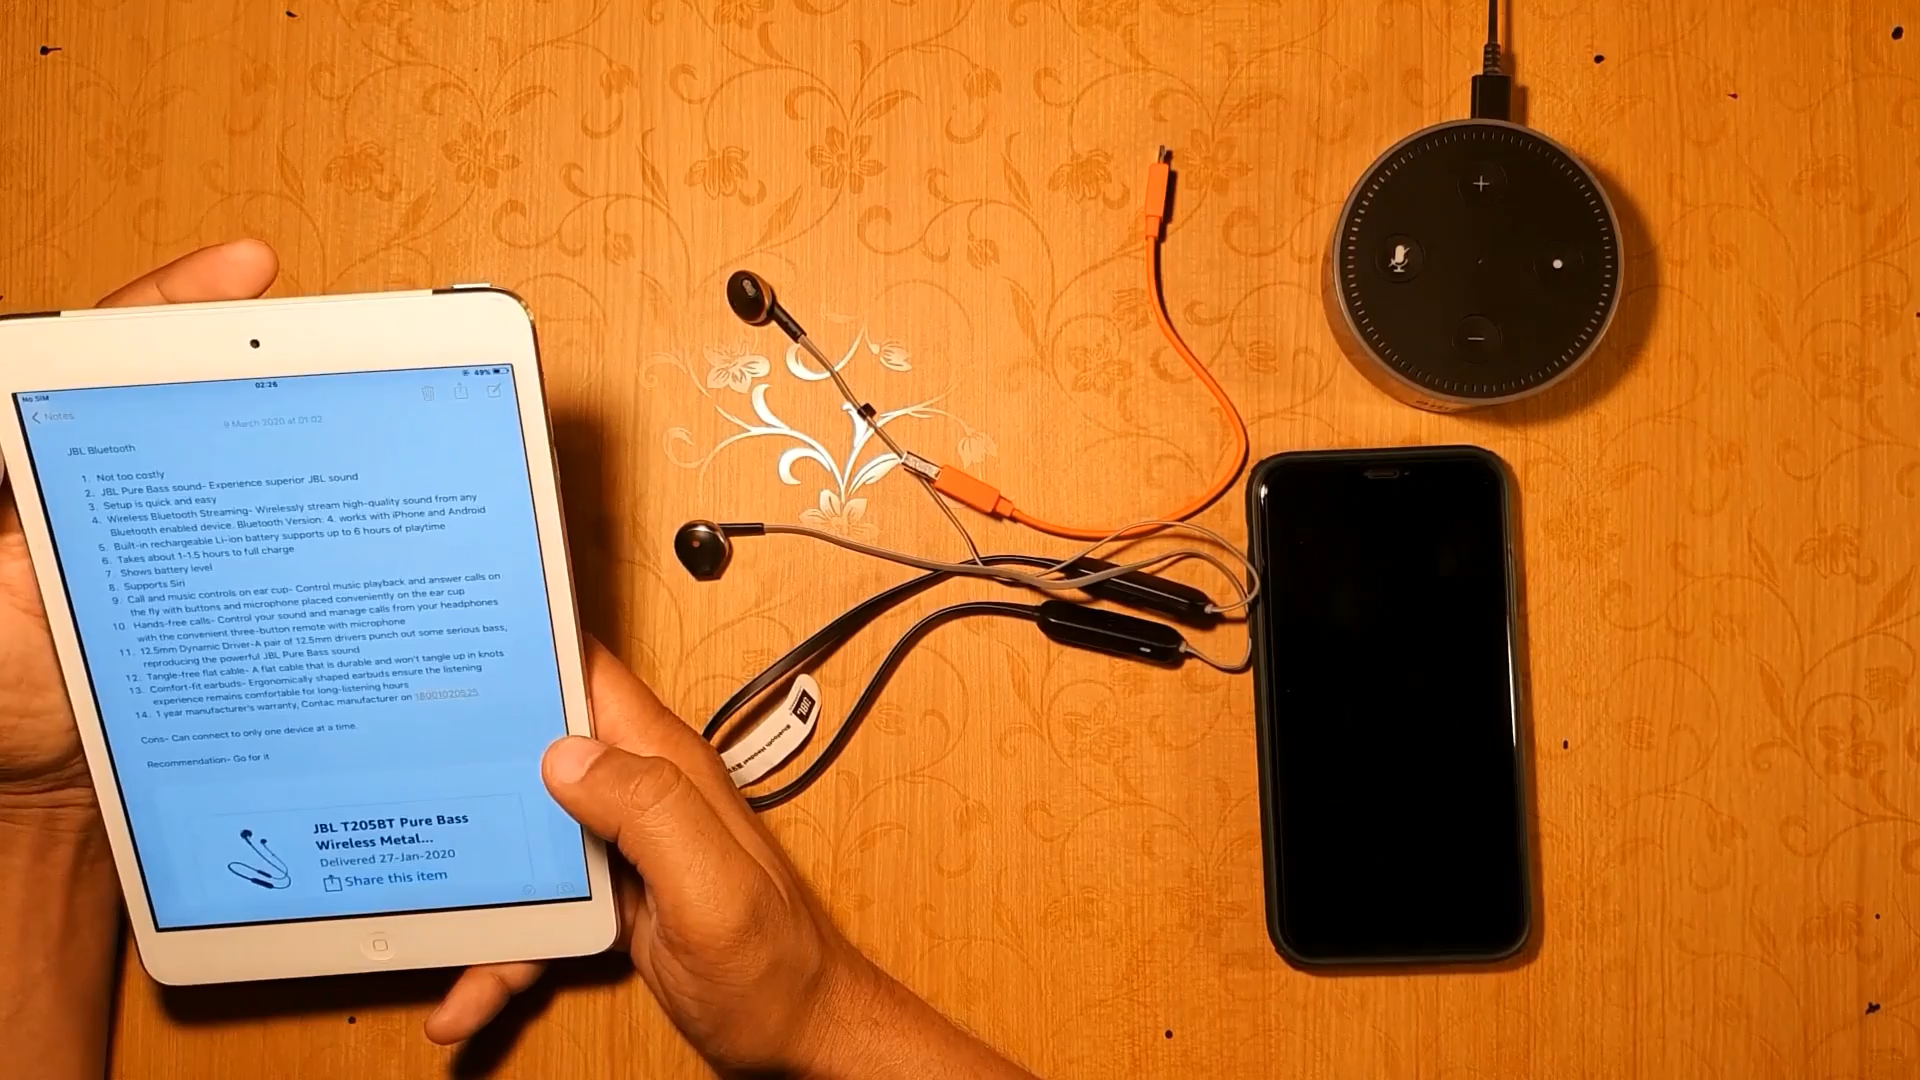 No SIM
02:26
49%
Notes
9 March 2020 at 01:02
JBL Bluetooth
1. Not too costly
2. JBL Pure Bass sound- Experience superior JBL sound
3. Setup is quick and easy
4. Wireless Bluetooth Streaming- Wirelessly stream high-quality sound from any
Bluetooth enabled device. Bluetooth Version: 4. works with iPhone and Android
5. Built-in rechargeable Li-ion battery supports up to 6 hours of playtime
6. Takes about 1-1.5 hours to full charge
7. Shows battery level
8. Supports Siri
9. Call and music controls on ear cup- Control music playback and answer calls on
the fly with buttons and microphone placed conveniently on the ear cup
10. Hands-free calls- Control your sound and manage calls from your headphones
with the convenient three-button remote with microphone
11. 12.5mm Dynamic Driver-A pair of 12.5mm drivers punch out some serious bass,
reproducing the powerful JBL Pure Bass sound
12. Tangle-free flat cable- A flat cable that is durable and won't tangle up in knots
13. Comfort-fit earbuds- Ergonomically shaped earbuds ensure the listening
experience remains comfortable for long-listening hours
14. 1 year manufacturer's warranty, Contac manufacturer on 18001020525
Cons- Can connect to only one device at a time.
Recommendation- Go for it
JBL T205BT Pure Bass
Wireless Metal...
Delivered 27-Jan-2020
Share this item
JBL
Bluetooth Headset